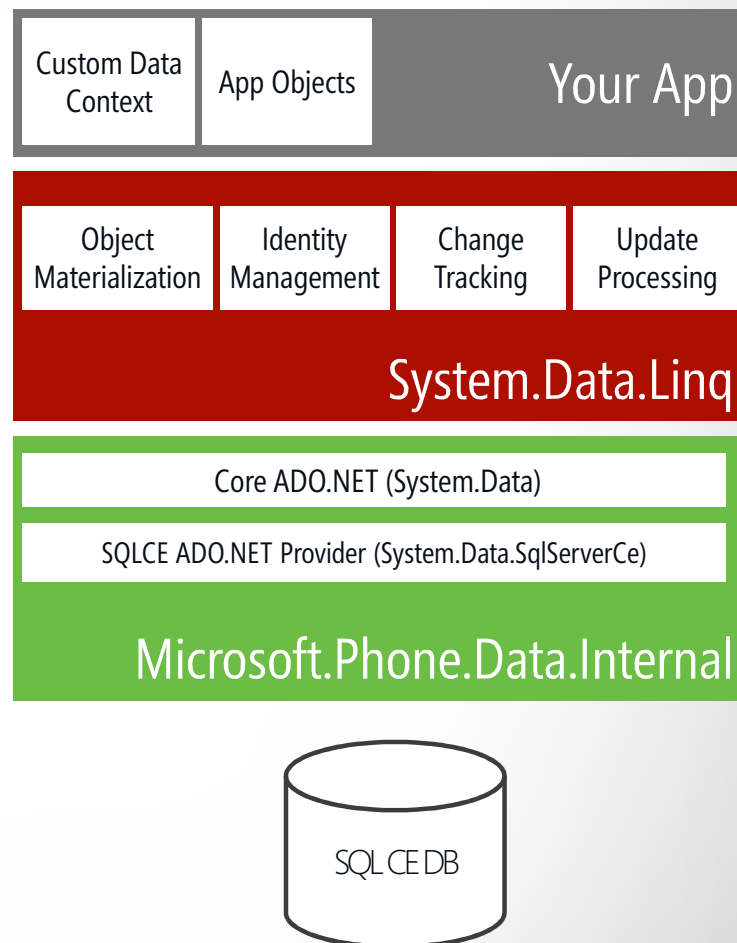 Custom Data
Context
App Objects
Your App
Object
Materialization
Identity
Management
Change
Tracking
Update
Processing
System.Data.Linq
Core ADO.NET (System.Data)
SQLCE ADO.NET Provider (System.Data.SqlServerCe)
Microsoft.Phone.Data.Internal
SQL CE DB